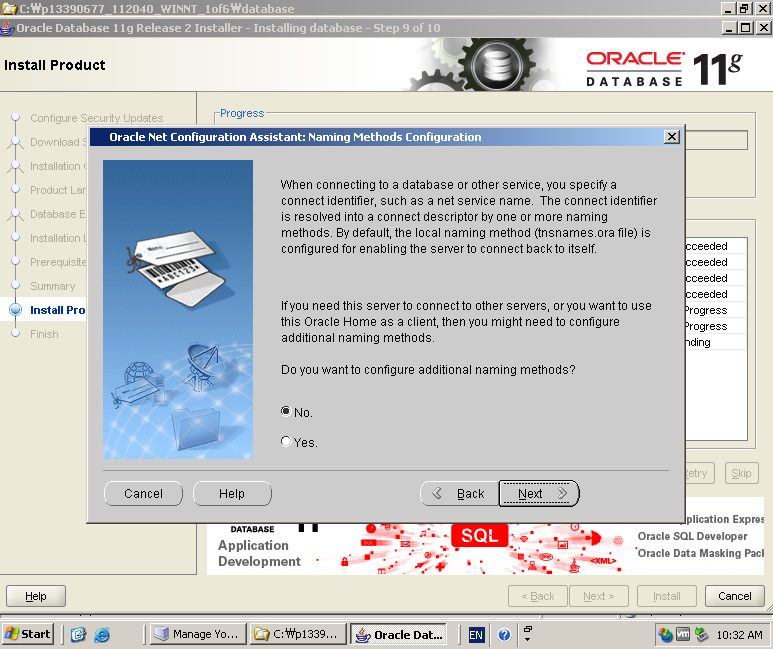 C:₩p13390677_112040_WINNT_1of6₩database
Oracle Database 11g Release 2 Installer - Installing database - Step 9 of 10
Install Product
ORACLE
DATABASE
11g
Configure Security Updates
Download S
Installation
Product Lan
Database E
Installation L
Prerequisite
Summary
Install Pro
Finish
Progress
Oracle Net Configuration Assistant: Naming Methods Configuration
When connecting to a database or other service, you specify a
connect identifier, such as a net service name. The connect identifier
is resolved into a connect descriptor by one or more naming
methods. By default, the local naming method (tnsnames.ora file) is
configured for enabling the server to connect back to itself.
If you need this server to connect to other servers, or you want to use
this Oracle Home as a client, then you might need to configure
additional naming methods.
Do you want to configure additional naming methods?
No.
Yes.
Cancel
Help
Back
Next
cceeded
cceeded
cceeded
cceeded
Progress
Progress
nding
etry
Skip
DATABASE
Application
Development
SQL
<XML>
plication Expres
Oracle SQL Developer
Oracle Data Masking Pack
Help
< Back
Next >
Install
Cancel
Start
Manage Yo...
C:₩p1339...
Oracle Dat...
EN
10:32 AM